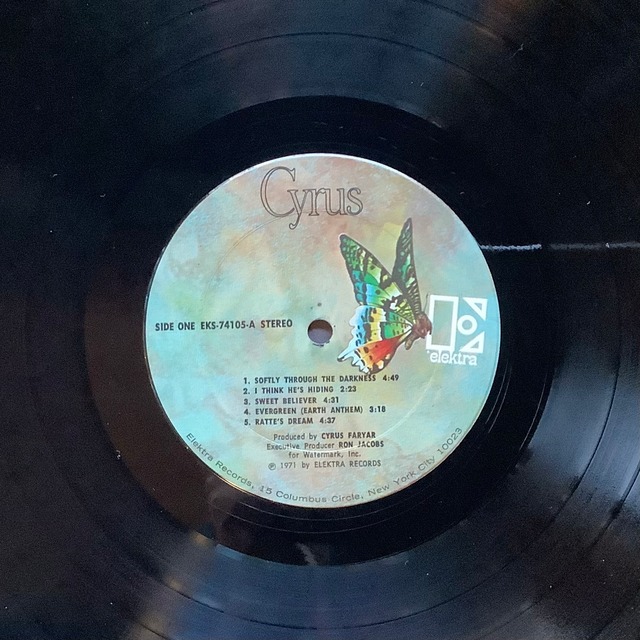 Cyrus
elektra
SIDE ONE EKS-74105-A STEREO
1. SOFTLY THROUGH THE DARKNESS 4:49
2. I THINK HE'S HIDING 2:23
3. SWEET BELIEVER 4:31
4. EVERGREEN (EARTH ANTHEM) 3:18
5. RATTE'S DREAM 4:37
Produced by CYRUS FARYAR
Executive Producer RON JACOBS
for Watermark, Inc.
℗ 1971 by ELEKTRA RECORDS
Elektra Records, 15 Columbus Circle, New York City 10023